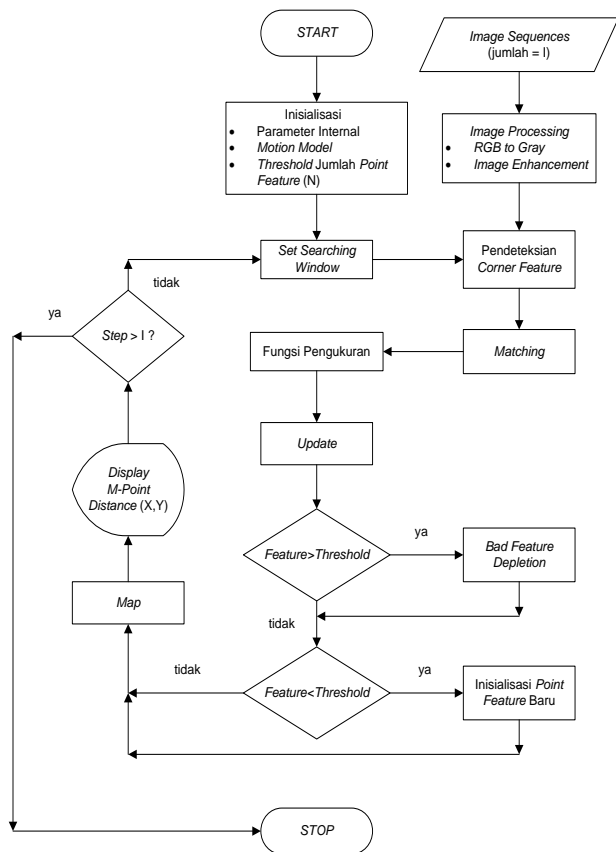 START
Image Sequences
(jumlah = I)
Inisialisasi
• Parameter Internal
• Motion Model
• Threshold Jumlah Point
Feature (N)
Image Processing
• RGB to Gray
• Image Enhancement
Set Searching
Window
Pendeteksian
Corner Feature
tidak
ya
Step > I ?
Fungsi Pengukuran
Matching
Update
Display
M-Point
Distance (X,Y)
Feature>Threshold
ya
Bad Feature
Depletion
Map
tidak
tidak
Feature<Threshold
ya
Inisialisasi Point
Feature Baru
STOP